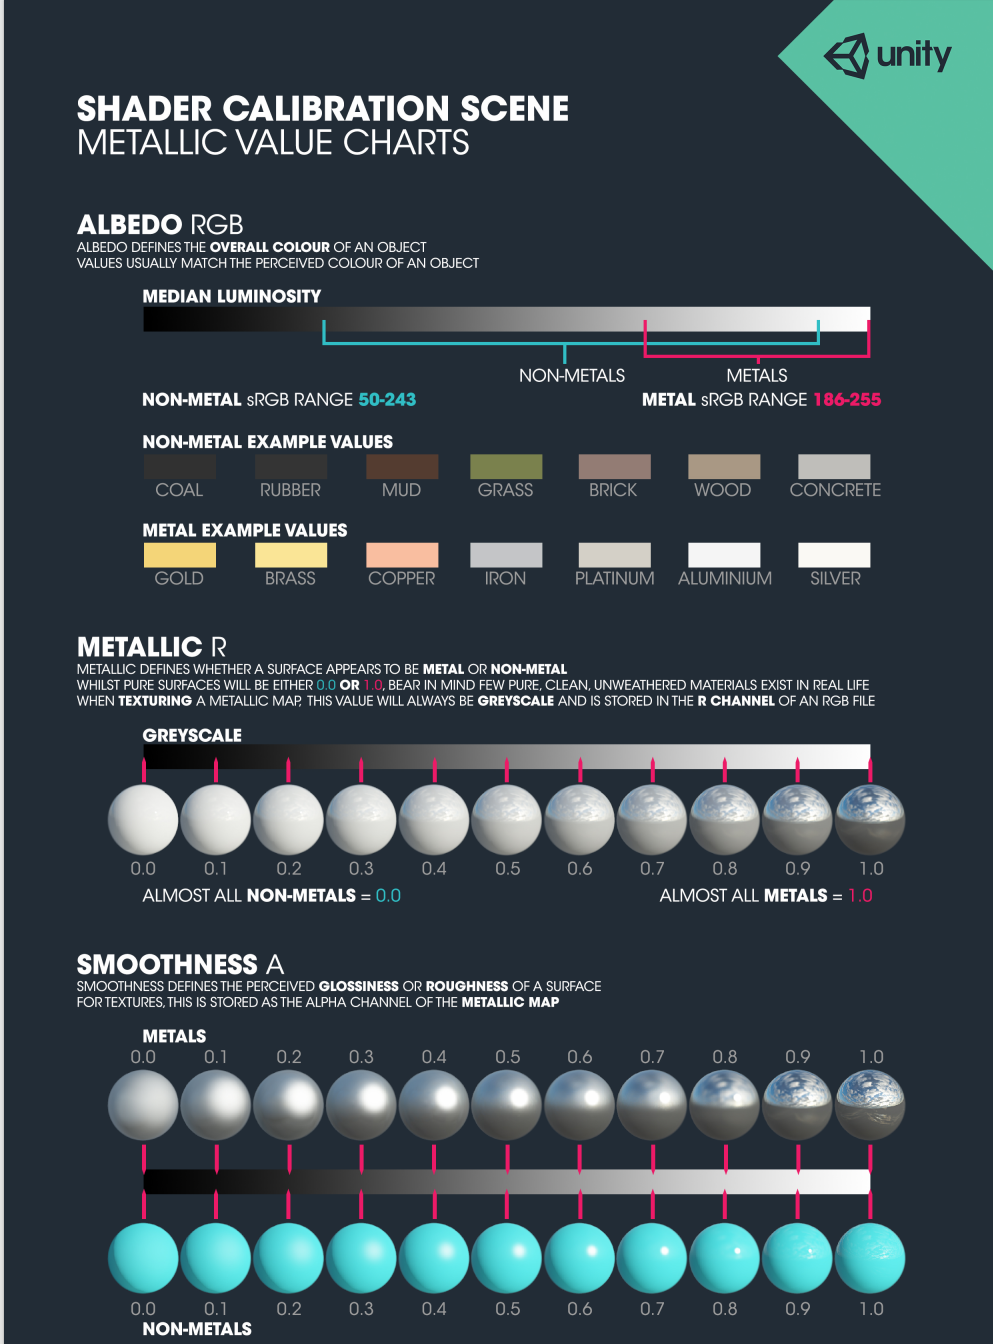 unity
SHADER CALIBRATION SCENE
METALLIC VALUE CHARTS
ALBEDO RGB
ALBEDO DEFINES THE OVERALL COLOUR OF AN OBJECT
VALUES USUALLY MATCH THE PERCEIVED COLOUR OF AN OBJECT
MEDIAN LUMINOSITY
NON-METALS METALS
NON-METAL sRGB RANGE 50-243 METAL sRGB RANGE 186-255
NON-METAL EXAMPLE VALUES
COAL RUBBER MUD GRASS BRICK WOOD CONCRETE
METAL EXAMPLE VALUES
GOLD BRASS COPPER IRON PLATINUM ALUMINIUM SILVER
METALLIC R
METALLIC DEFINES WHETHER A SURFACE APPEARS TO BE METAL OR NON-METAL
WHILST PURE SURFACES WILL BE EITHER 0.0 OR 1.0, BEAR IN MIND FEW PURE, CLEAN, UNWEATHERED MATERIALS EXIST IN REAL LIFE
WHEN TEXTURING A METALLIC MAP, THIS VALUE WILL ALWAYS BE GREYSCALE AND IS STORED IN THE R CHANNEL OF AN RGB FILE
GREYSCALE
0.0 0.1 0.2 0.3 0.4 0.5 0.6 0.7 0.8 0.9 1.0
ALMOST ALL NON-METALS = 0.0 ALMOST ALL METALS = 1.0
SMOOTHNESS A
SMOOTHNESS DEFINES THE PERCEIVED GLOSSINESS OR ROUGHNESS OF A SURFACE
FOR TEXTURES, THIS IS STORED AS THE ALPHA CHANNEL OF THE METALLIC MAP
METALS
0.0 0.1 0.2 0.3 0.4 0.5 0.6 0.7 0.8 0.9 1.0
0.0 0.1 0.2 0.3 0.4 0.5 0.6 0.7 0.8 0.9 1.0
NON-METALS